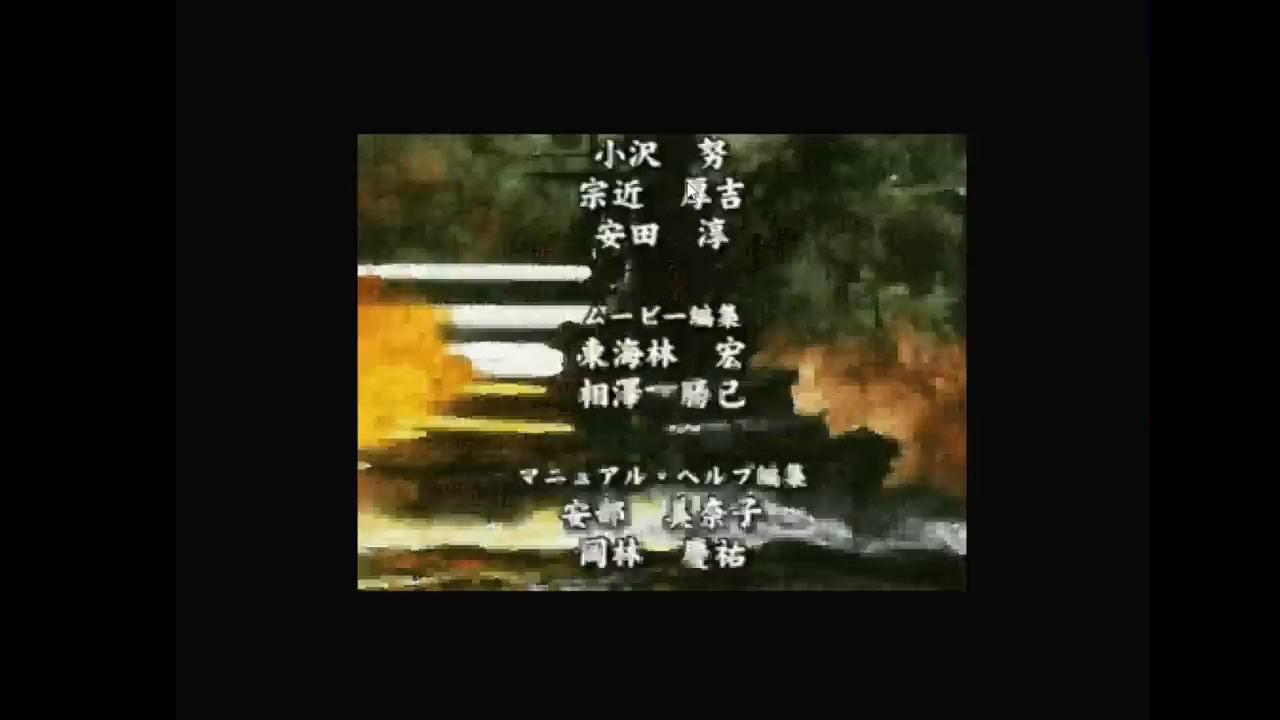 小沢　努
宗近　厚吉
安田　淳
ムービー編集
東海林　宏
相澤　勝己
マニュアル・ヘルプ編集
安部　美奈子
岡林　慶祐